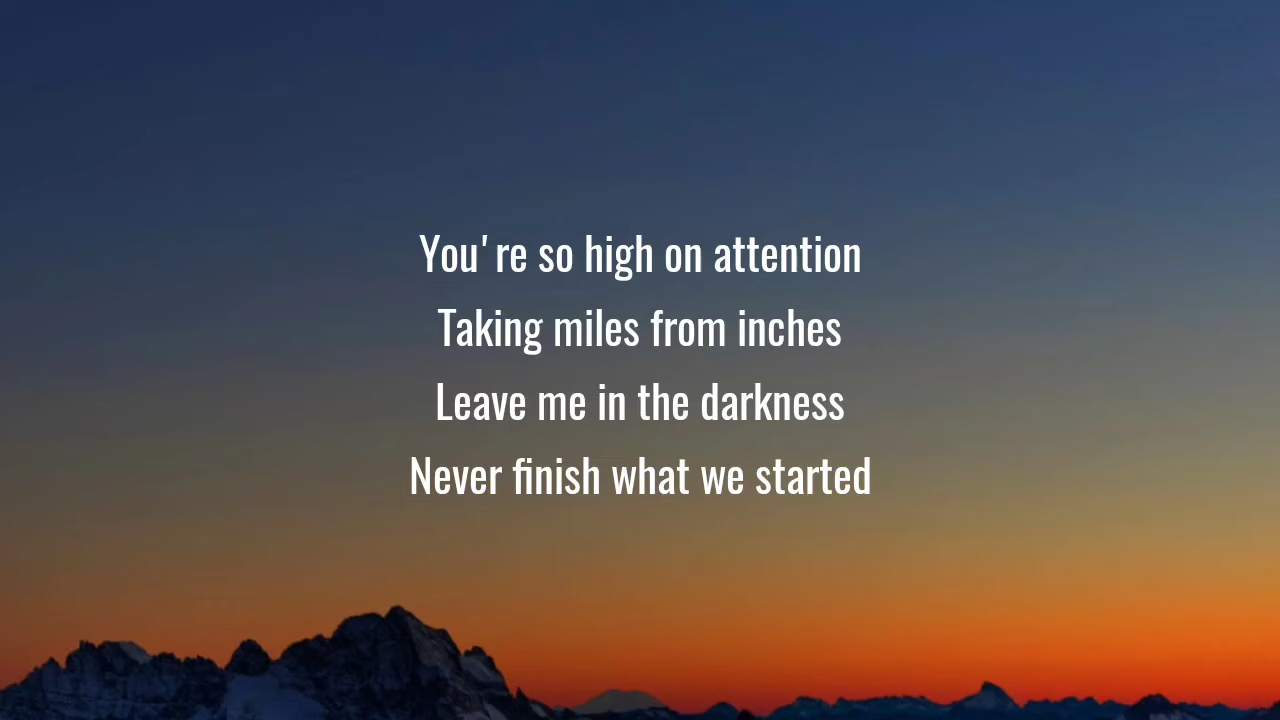 You're so high on attention
Taking miles from inches
Leave me in the darkness
Never finish what we started